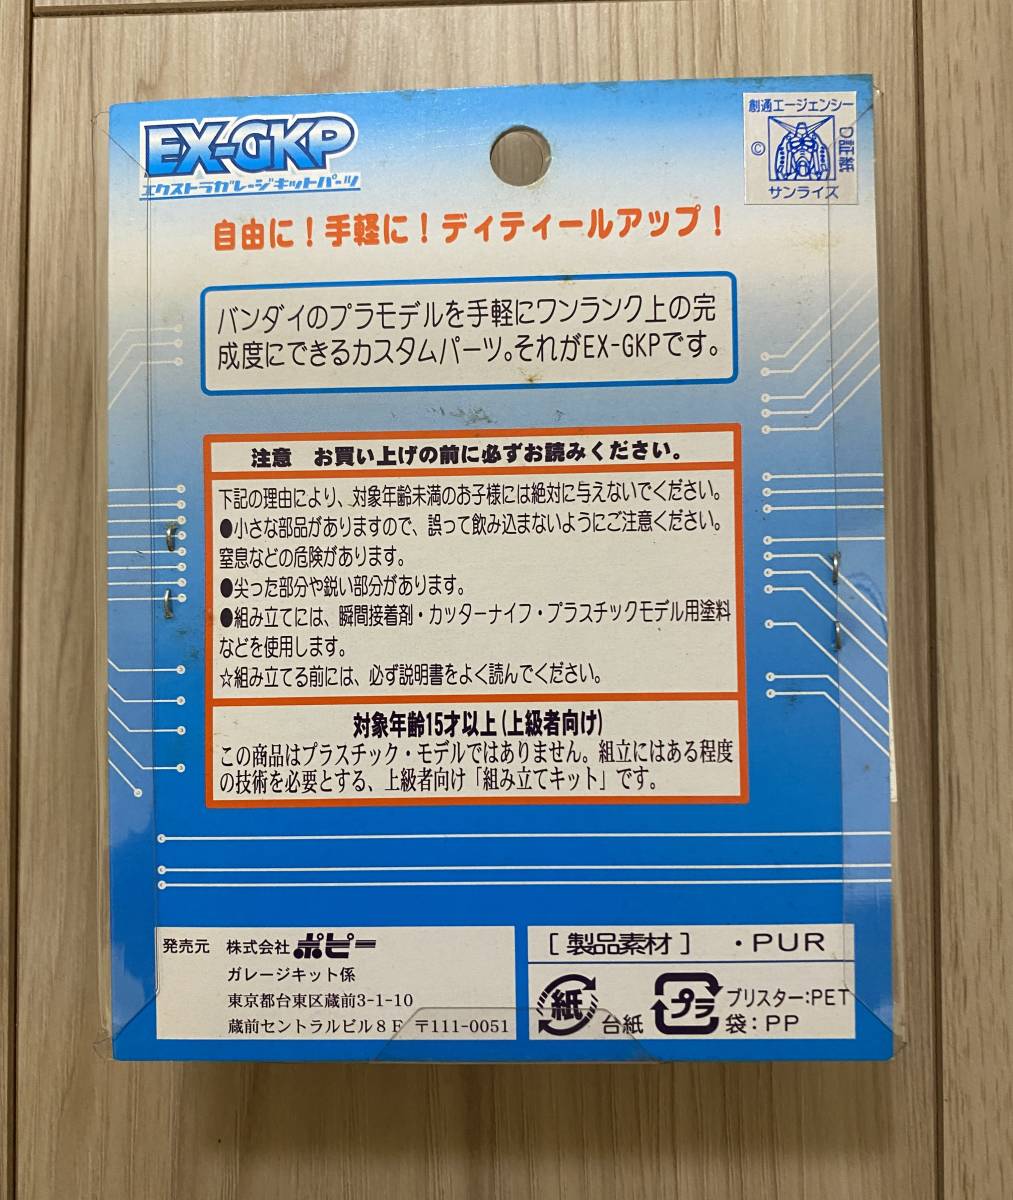 EX-GKP
エクストラガレージキットパーツ
創通エージェンシー
D証紙
©
サンライズ
自由に!手軽に!ディティールアップ!
バンダイのプラモデルを手軽にワンランク上の完
成度にできるカスタムパーツ。それがEX-GKPです。
注意 お買い上げの前に必ずお読みください。
下記の理由により、対象年齢未満のお子様には絶対に与えないでください。
●小さな部品がありますので、誤って飲み込まないようにご注意ください。
窒息などの危険があります。
●尖った部分や鋭い部分があります。
●組み立てには、瞬間接着剤・カッターナイフ・プラスチックモデル用塗料
などを使用します。
☆組み立てる前には、必ず説明書をよく読んでください。
対象年齢15才以上(上級者向け)
この商品はプラスチック・モデルではありません。組立にはある程度
の技術を必要とする、上級者向け「組み立てキット」です。
発売元 株式会社ポピー
ガレージキット係
東京都台東区蔵前3-1-10
蔵前セントラルビル8F 〒111-0051
[製品素材] ・PUR
紙 台紙
プラ ブリスター:PET
袋:PP